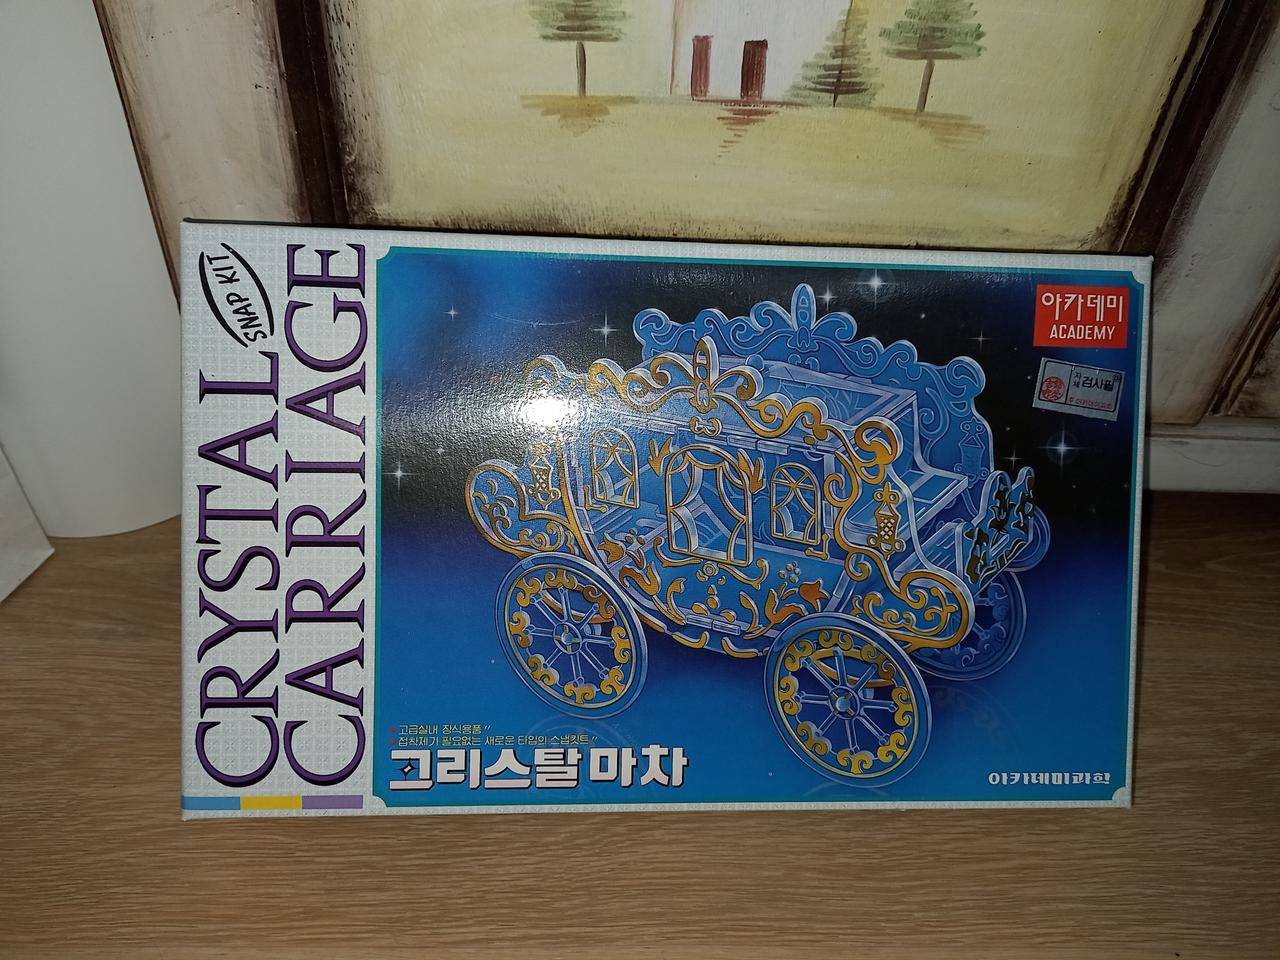 SNAP KIT
CRYSTAL
CARRIAGE
아카데미
ACADEMY
자체
검사필
고급실내 장식용품〃
접착제가 필요없는 새로운 타입의 스냅킷트〃
크리스탈 마차
아카데미과학